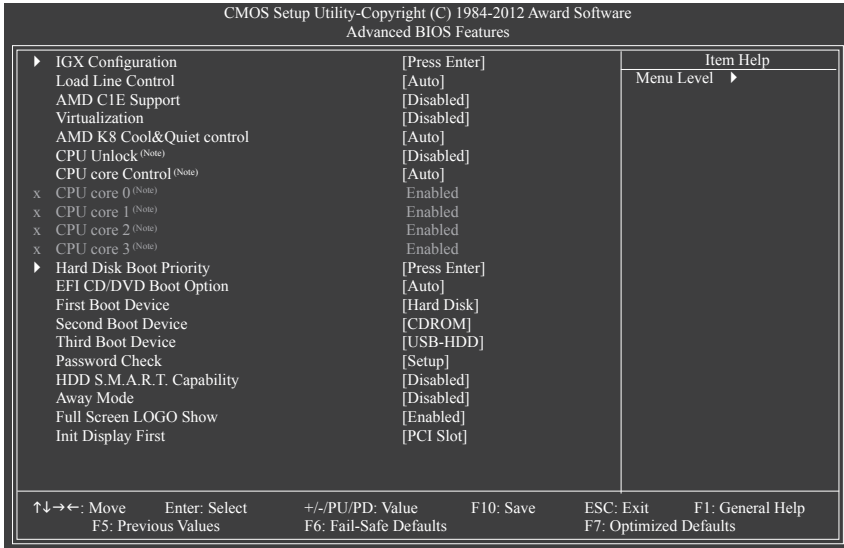 CMOS Setup Utility-Copyright (C) 1984-2012 Award Software
Advanced BIOS Features
IGX Configuration [Press Enter]
Load Line Control [Auto]
AMD C1E Support [Disabled]
Virtualization [Disabled]
AMD K8 Cool&Quiet control [Auto]
CPU Unlock (Note) [Disabled]
CPU core Control (Note) [Auto]
x CPU core 0 (Note) Enabled
x CPU core 1 (Note) Enabled
x CPU core 2 (Note) Enabled
x CPU core 3 (Note) Enabled
Hard Disk Boot Priority [Press Enter]
EFI CD/DVD Boot Option [Auto]
First Boot Device [Hard Disk]
Second Boot Device [CDROM]
Third Boot Device [USB-HDD]
Password Check [Setup]
HDD S.M.A.R.T. Capability [Disabled]
Away Mode [Disabled]
Full Screen LOGO Show [Enabled]
Init Display First [PCI Slot]
Item Help
Menu Level
↑↓→←: Move Enter: Select +/-/PU/PD: Value F10: Save ESC: Exit F1: General Help
F5: Previous Values F6: Fail-Safe Defaults F7: Optimized Defaults